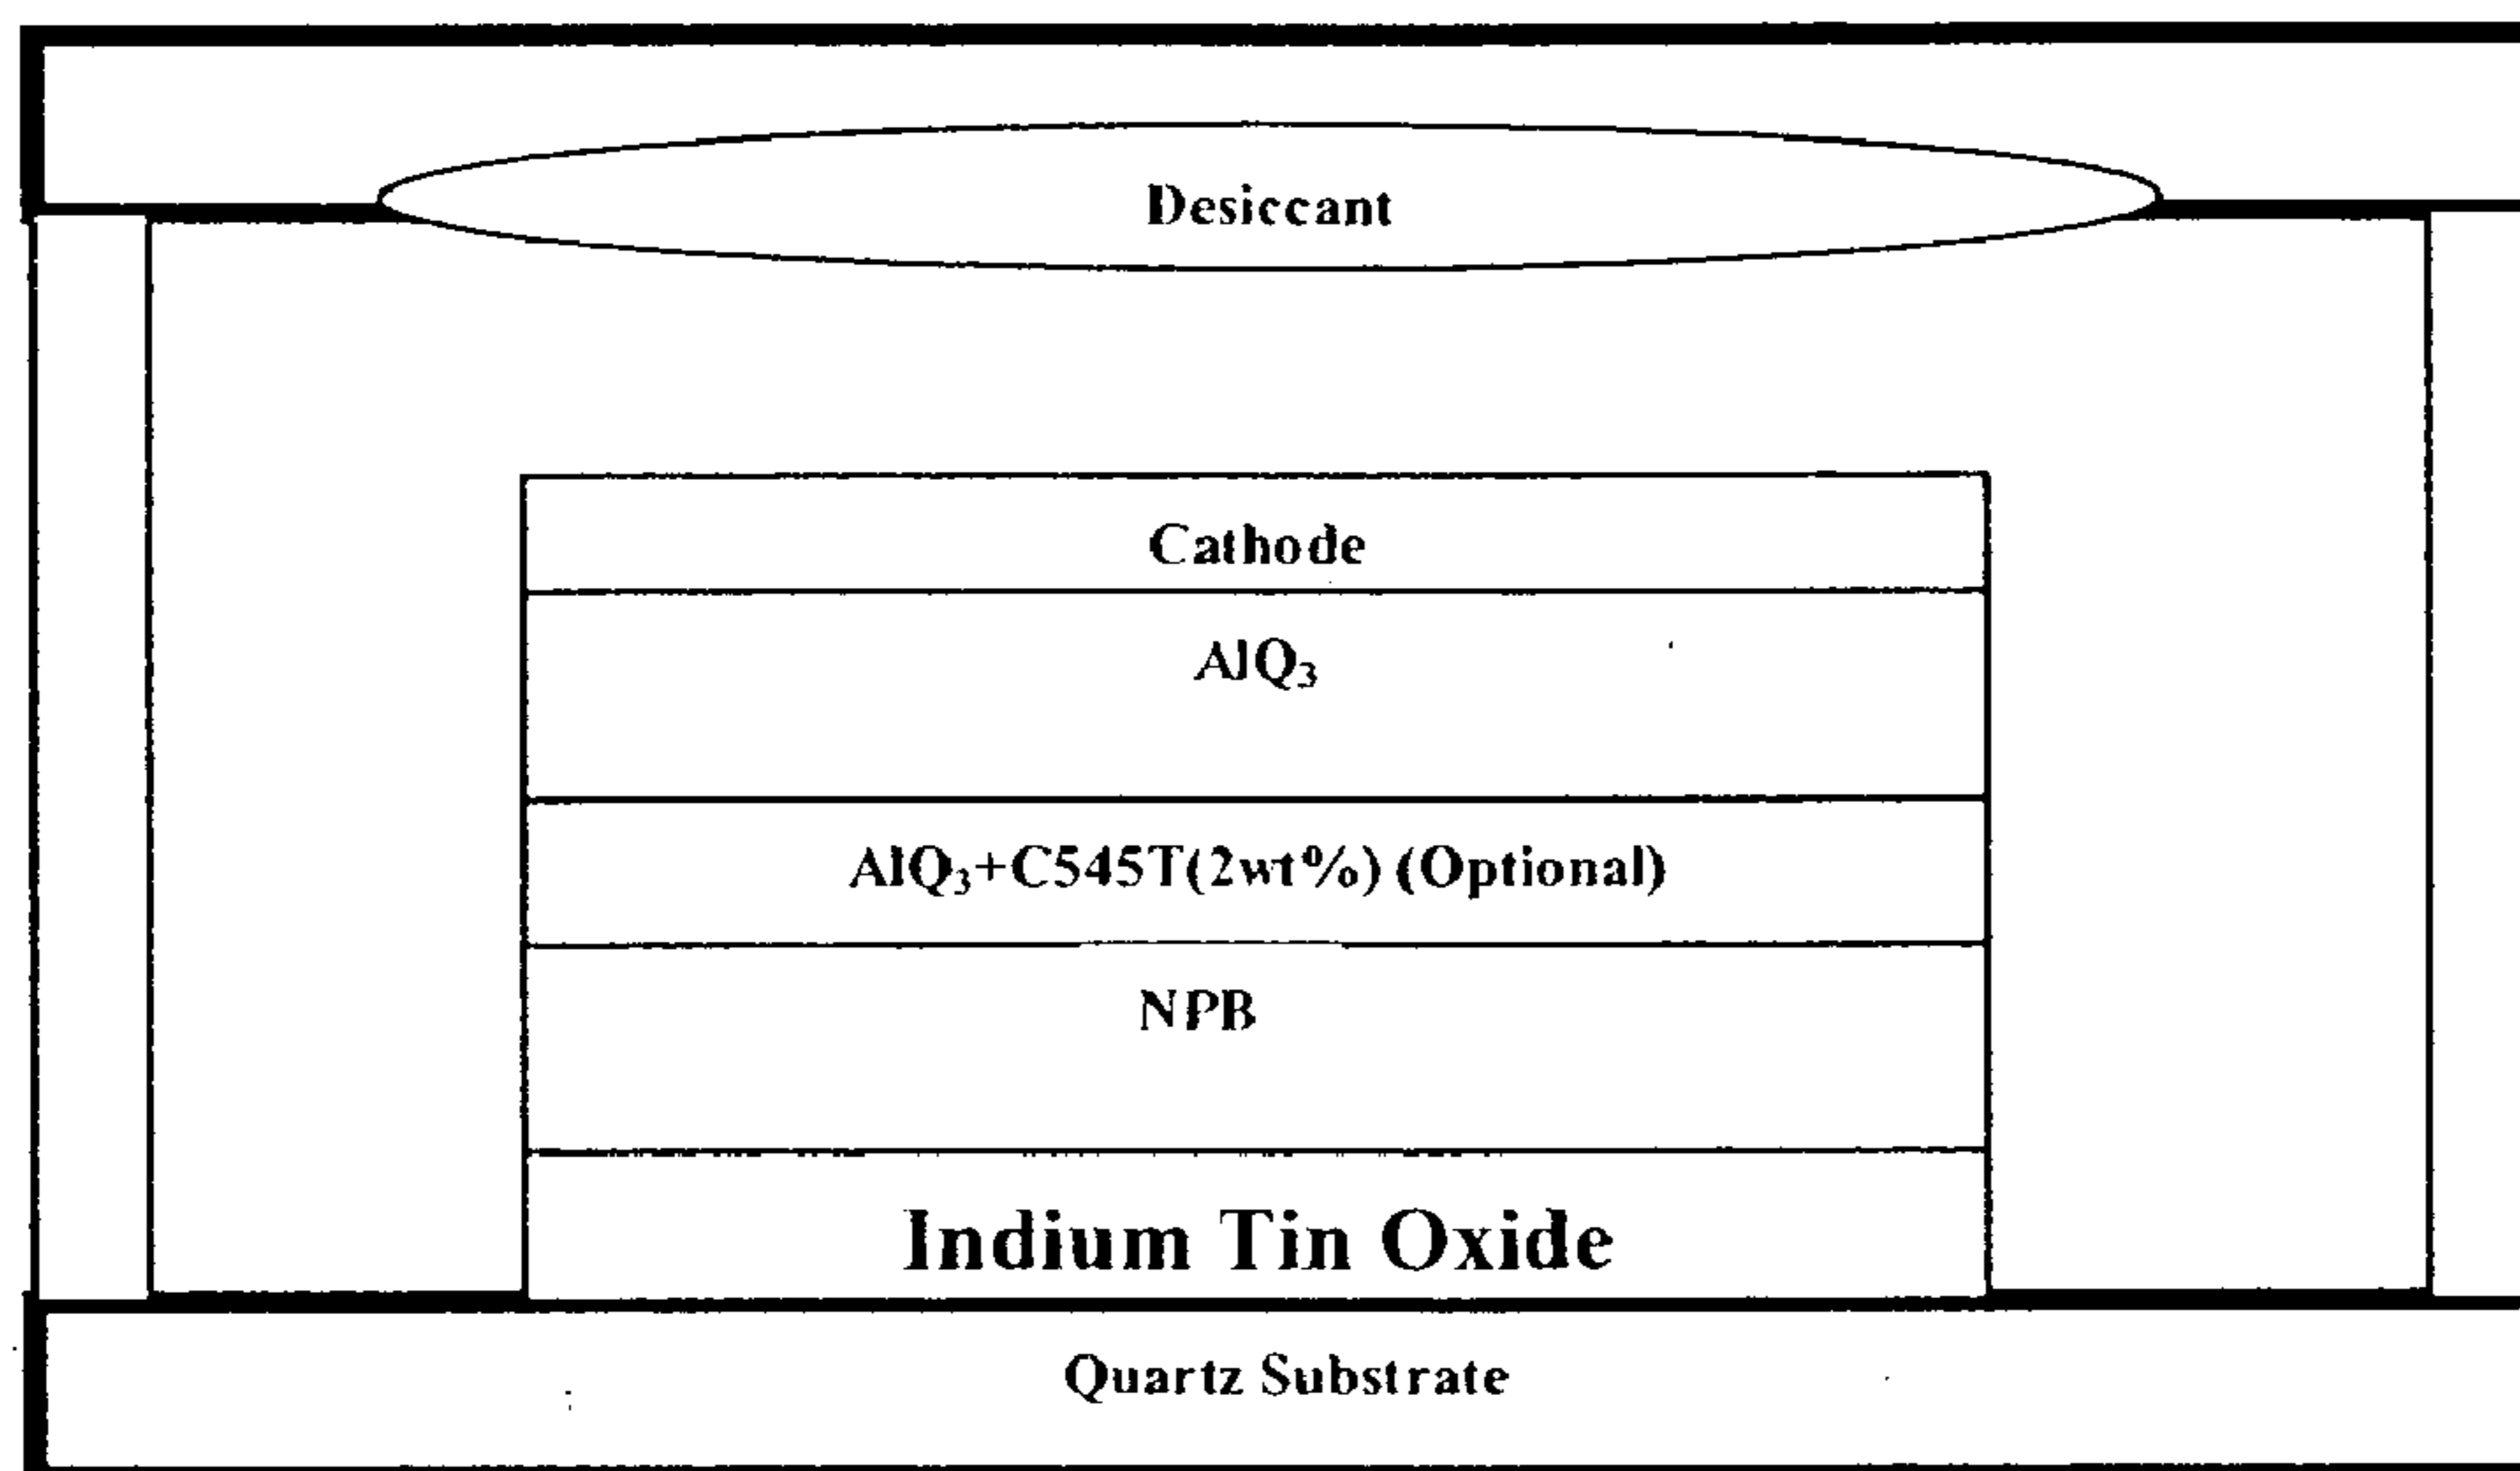 Desiccant
Cathode
AlQ₃
AlQ₃+C545T(2wt%) (Optional)
NPB
Indium Tin Oxide
Quartz Substrate